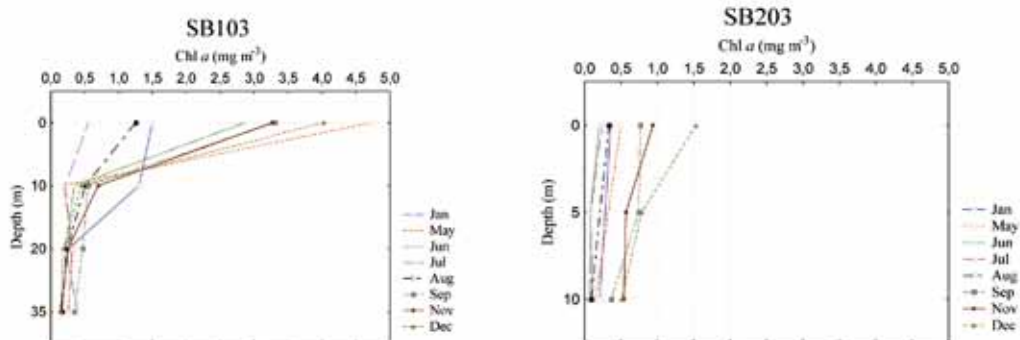 SB103
Chl a (mg m-3)
0,0 0,5 1,0 1,5 2,0 2,5 3,0 3,5 4,0 4,5 5,0
0
10
20
35
Depth (m)
Jan
May
Jun
Jul
Aug
Sep
Nov
Dec
SB203
Chl a (mg m-3)
0,0 0,5 1,0 1,5 2,0 2,5 3,0 3,5 4,0 4,5 5,0
0
5
10
Depth (m)
Jan
May
Jun
Jul
Aug
Sep
Nov
Dec